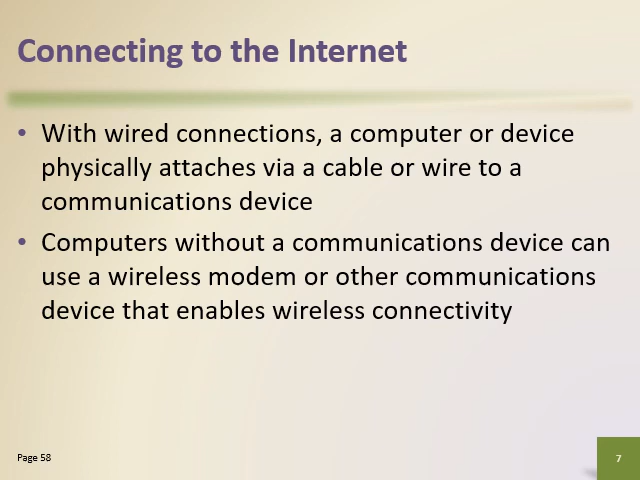 Connecting to the Internet
• With wired connections, a computer or device
physically attaches via a cable or wire to a
communications device
• Computers without a communications device can
use a wireless modem or other communications
device that enables wireless connectivity
Page 58
7